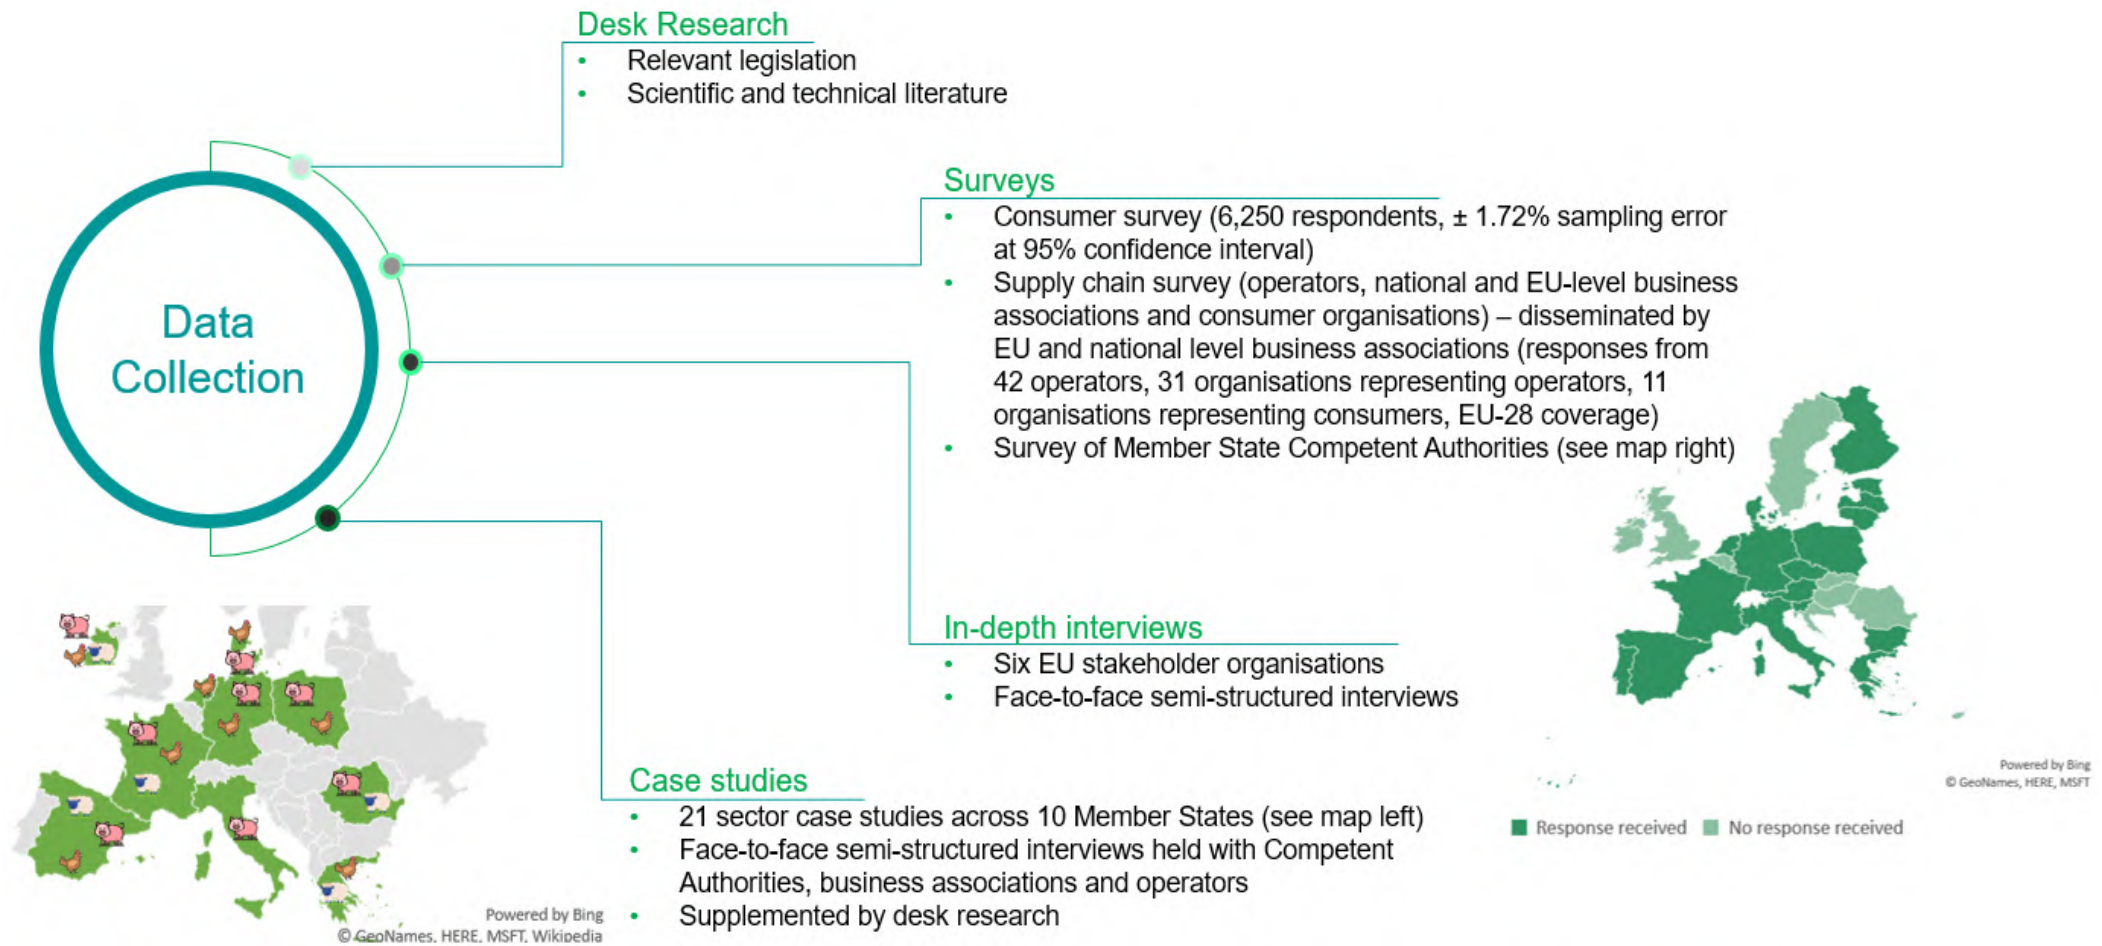 Desk Research
• Relevant legislation
• Scientific and technical literature
Data
Collection
Surveys
• Consumer survey (6,250 respondents, ± 1.72% sampling error
at 95% confidence interval)
• Supply chain survey (operators, national and EU-level business
associations and consumer organisations) – disseminated by
EU and national level business associations (responses from
42 operators, 31 organisations representing operators, 11
organisations representing consumers, EU-28 coverage)
• Survey of Member State Competent Authorities (see map right)
In-depth interviews
• Six EU stakeholder organisations
• Face-to-face semi-structured interviews
Case studies
• 21 sector case studies across 10 Member States (see map left)
• Face-to-face semi-structured interviews held with Competent
Authorities, business associations and operators
• Supplemented by desk research
Powered by Bing
© GeoNames, HERE, MSFT, Wikipedia
Powered by Bing
© GeoNames, HERE, MSFT
Response received
No response received